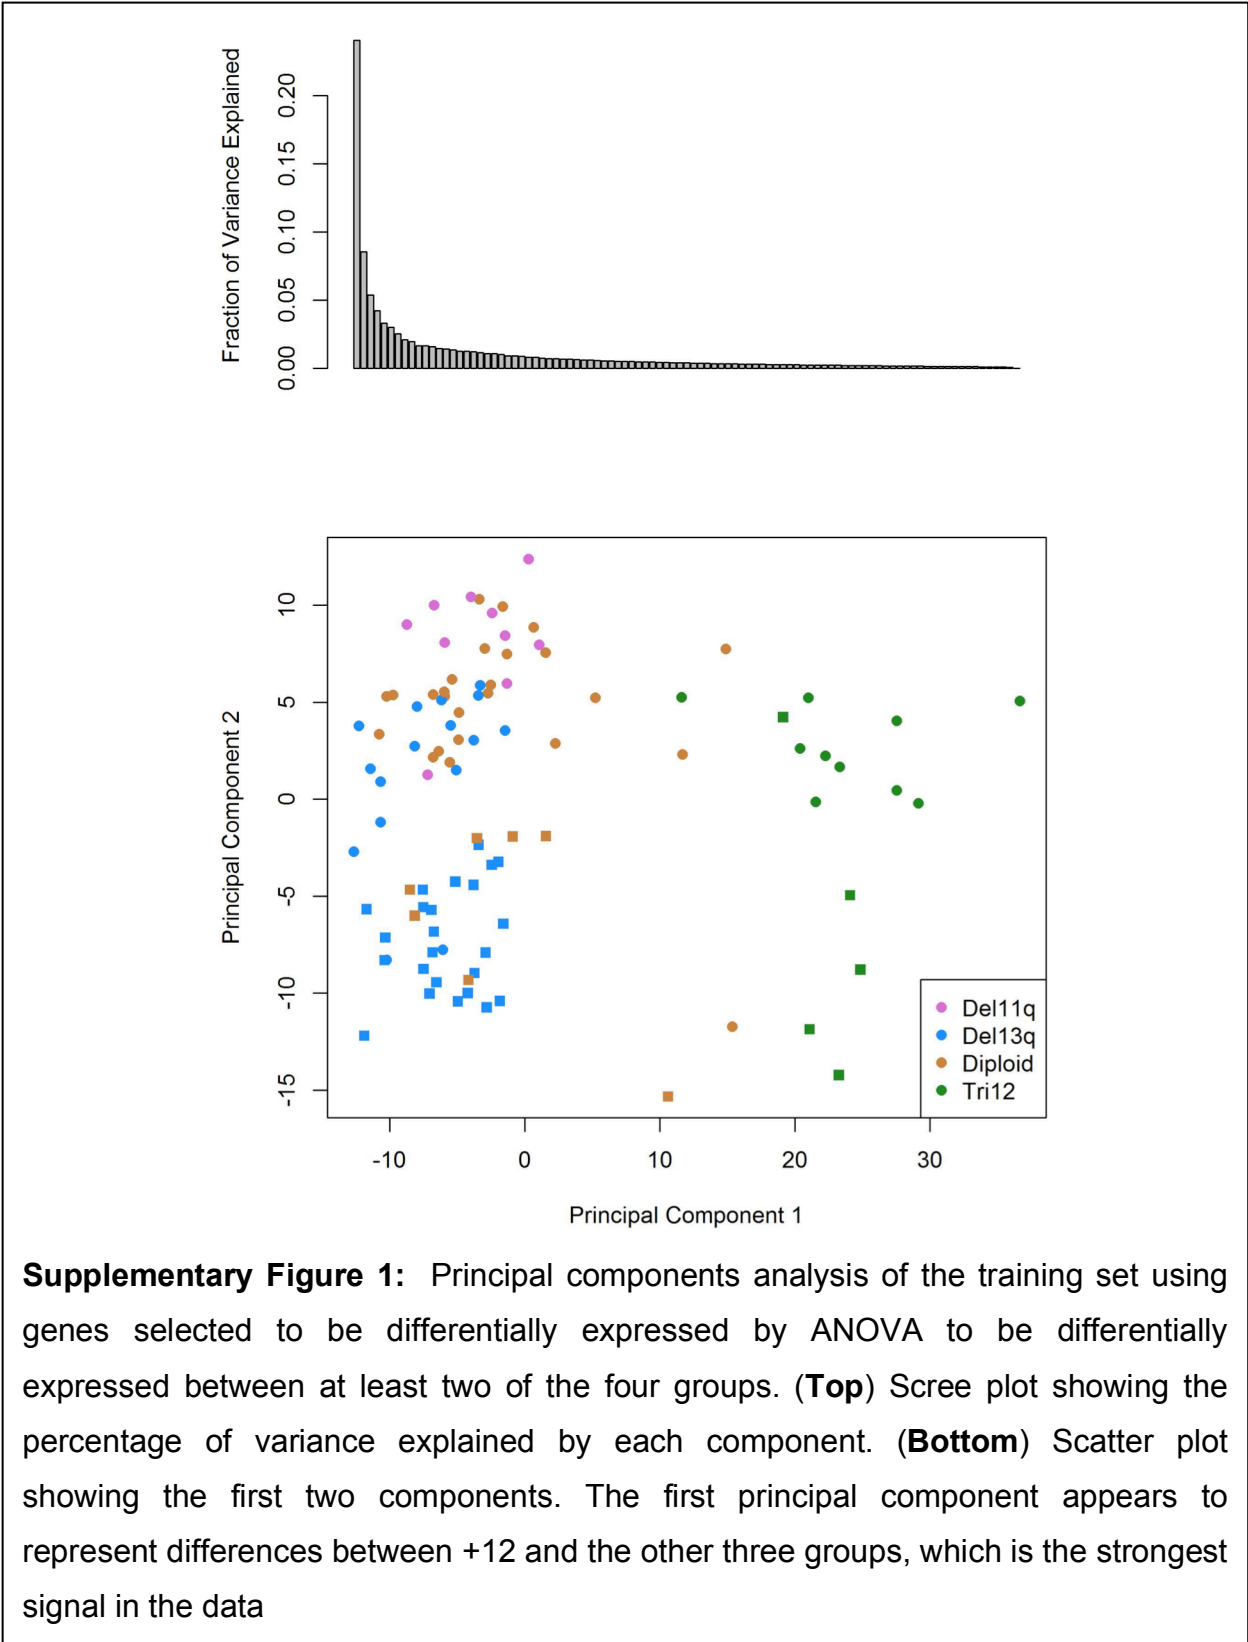 Fraction of Variance Explained
0.20
0.15
0.10
0.05
0.00
Principal Component 2
10
5
0
-5
-10
-15
Del11q
Del13q
Diploid
Tri12
-10
0
10
20
30
Principal Component 1
Supplementary Figure 1: Principal components analysis of the training set using
genes selected to be differentially expressed by ANOVA to be differentially
expressed between at least two of the four groups. (Top) Scree plot showing the
percentage of variance explained by each component. (Bottom) Scatter plot
showing the first two components. The first principal component appears to
represent differences between +12 and the other three groups, which is the strongest
signal in the data